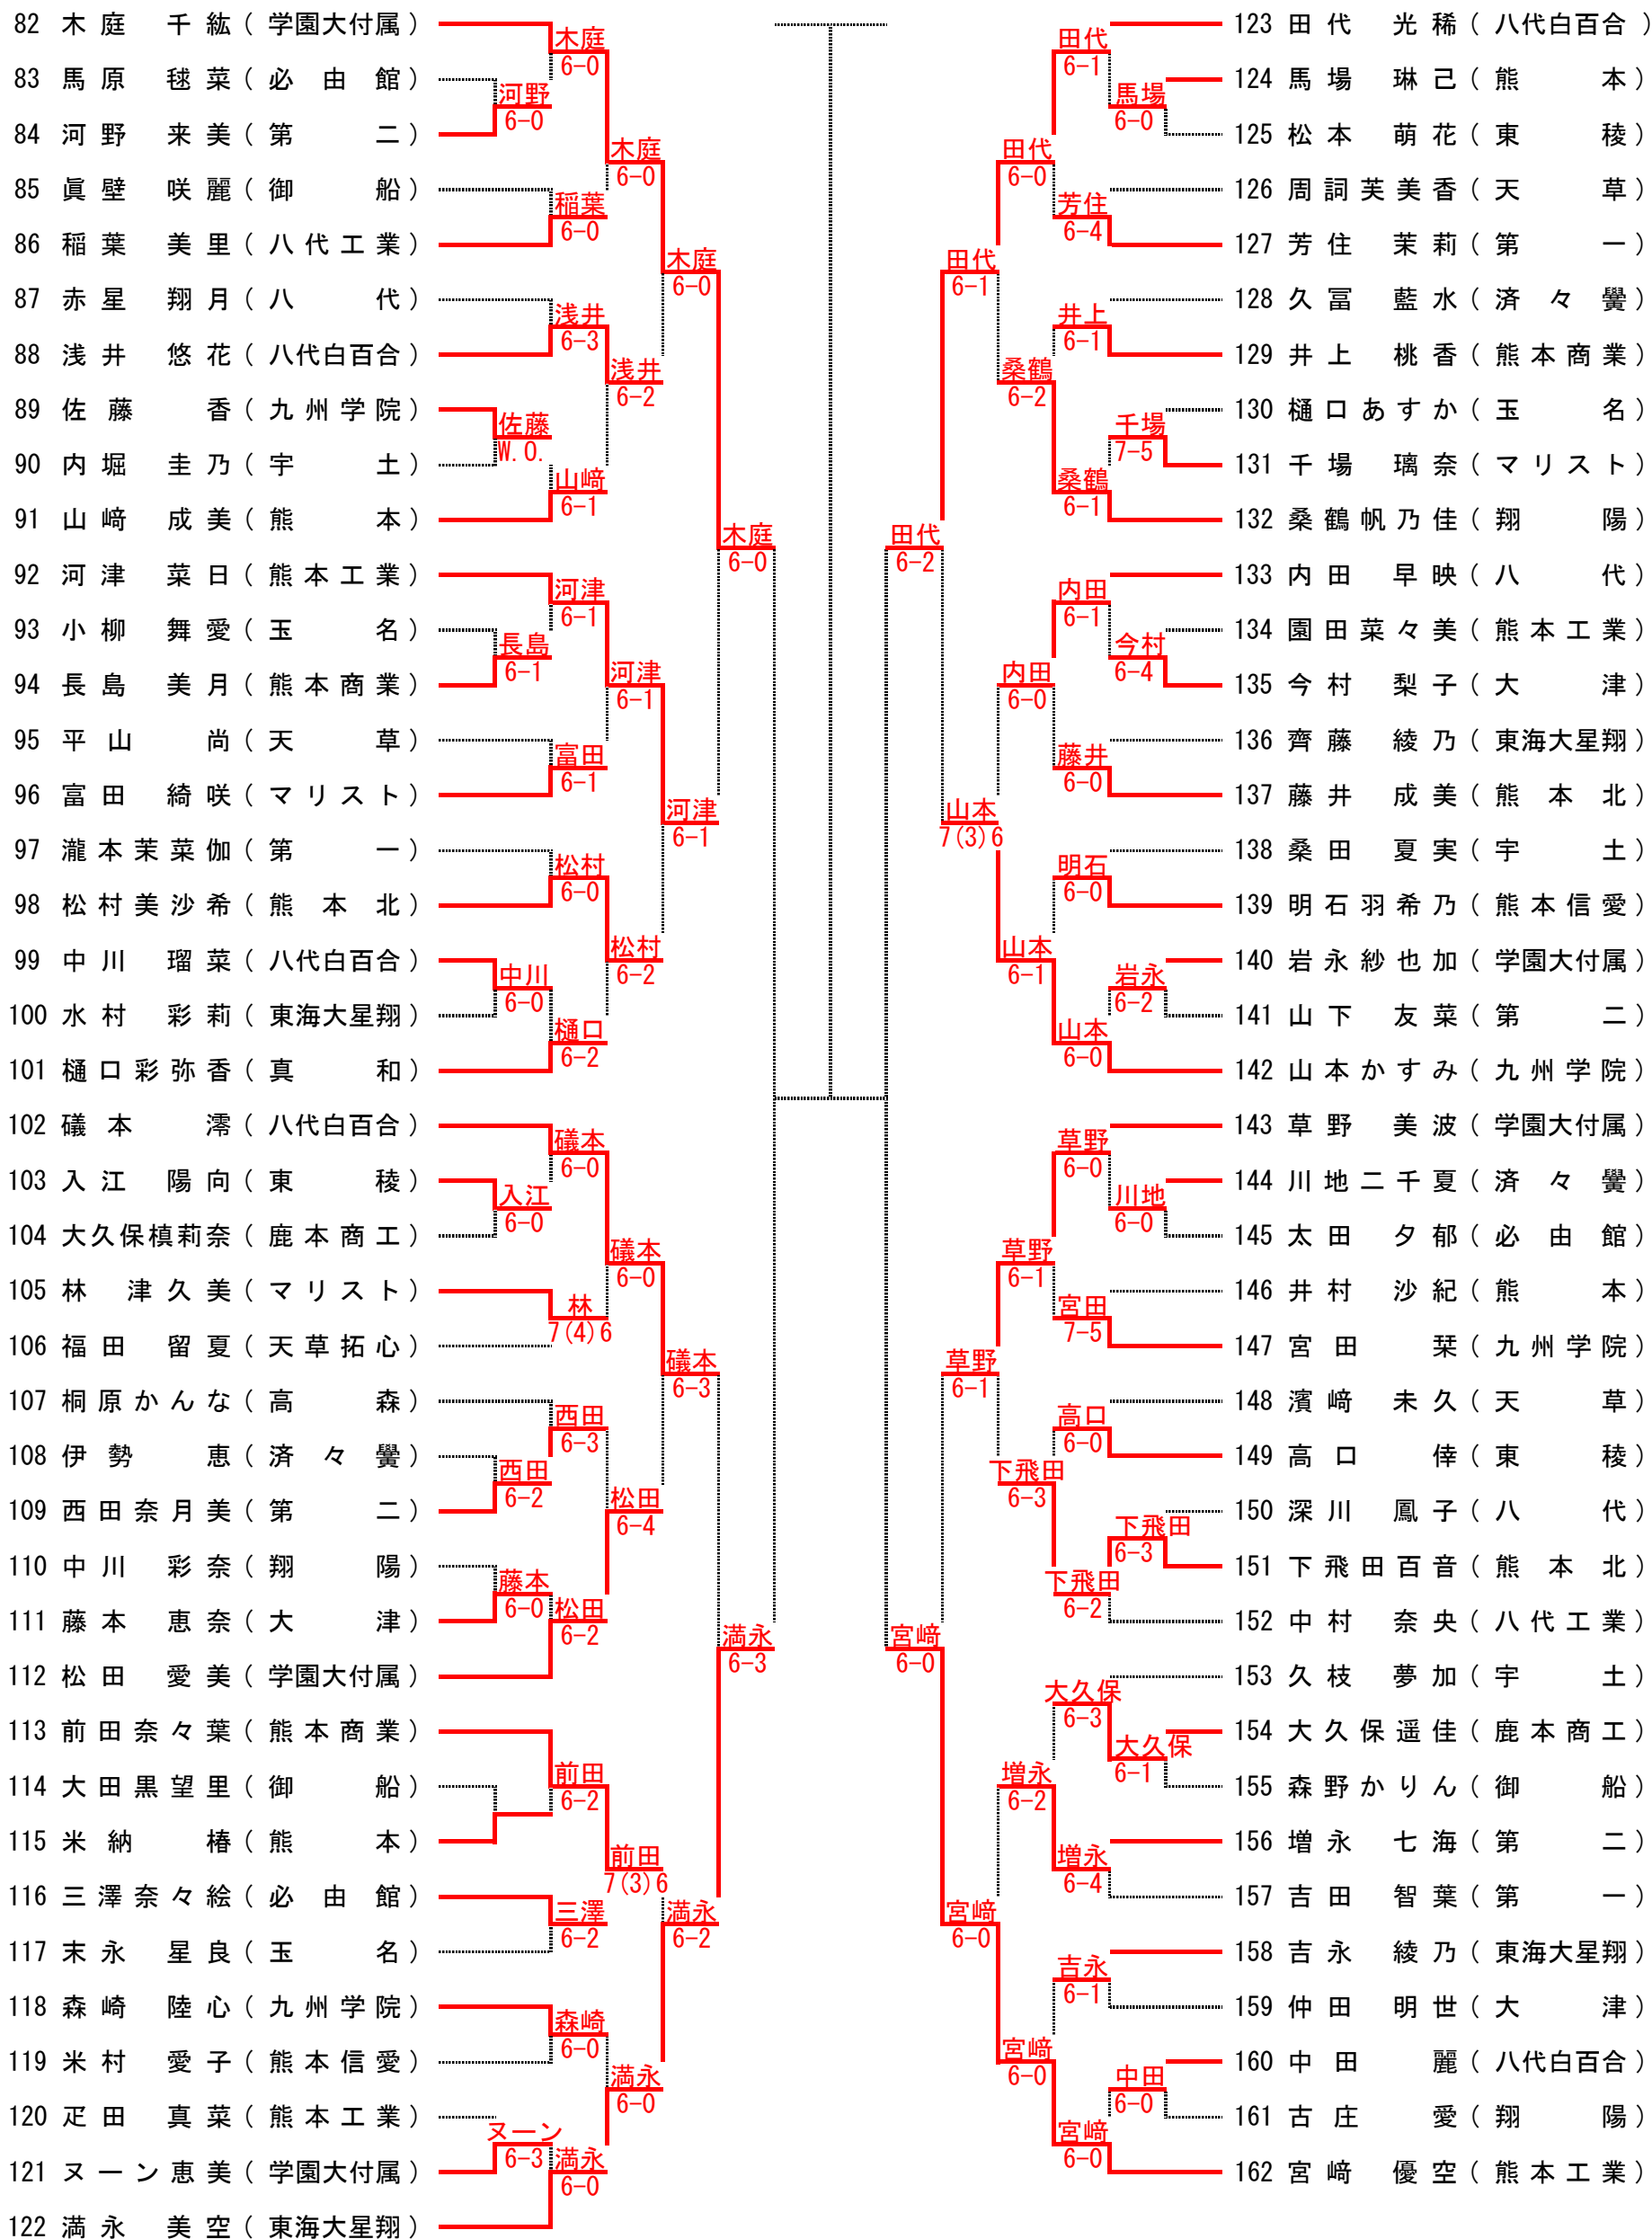 82 木庭 千紘（学園大付属）
83 馬原 毬菜（必由館）
84 河野 来美（第二）
85 眞壁 咲麗（御船）
86 稲葉 美里（八代工業）
87 赤星 翔月（八代）
88 浅井 悠花（八代白百合）
89 佐藤 香（九州学院）
90 内堀 圭乃（宇土）
91 山﨑 成美（熊本）
92 河津 菜日（熊本工業）
93 小柳 舞愛（玉名）
94 長島 美月（熊本商業）
95 平山 尚（天草）
96 富田 綺咲（マリスト）
97 瀧本茉菜伽（第一）
98 松村美沙希（熊本北）
99 中川 瑠菜（八代白百合）
100 水村 彩莉（東海大星翔）
101 樋口彩弥香（真和）
102 礒本 澪（八代白百合）
103 入江 陽向（東稜）
104 大久保槙莉奈（鹿本商工）
105 林 津久美（マリスト）
106 福田 留夏（天草拓心）
107 桐原かんな（高森）
108 伊勢 恵（済々黌）
109 西田奈月美（第二）
110 中川 彩奈（翔陽）
111 藤本 恵奈（大津）
112 松田 愛美（学園大付属）
113 前田奈々葉（熊本商業）
114 大田黒望里（御船）
115 米納 椿（熊本）
116 三澤奈々絵（必由館）
117 末永 星良（玉名）
118 森崎 陸心（九州学院）
119 米村 愛子（熊本信愛）
120 疋田 真菜（熊本工業）
121 ヌーン恵美（学園大付属）
122 満永 美空（東海大星翔）
河野
6-0
佐藤
W.O.
長島
6-1
中川
6-0
入江
6-0
西田
6-2
藤本
6-0
ヌーン
6-3
木庭
6-0
稲葉
6-0
浅井
6-3
山﨑
6-1
河津
6-1
富田
6-1
松村
6-0
樋口
6-2
礒本
6-0
林
7(4)6
西田
6-3
松田
6-2
前田
6-2
三澤
6-2
森崎
6-0
満永
6-0
木庭
6-0
浅井
6-2
河津
6-1
松村
6-2
礒本
6-0
松田
6-4
前田
7(3)6
満永
6-0
木庭
6-0
河津
6-1
礒本
6-3
満永
6-2
木庭
6-0
満永
6-3
田代
6-2
宮﨑
6-0
田代
6-1
山本
7(3)6
草野
6-1
宮﨑
6-0
田代
6-0
桑鶴
6-2
内田
6-0
山本
6-1
草野
6-1
下飛田
6-3
増永
6-2
宮﨑
6-0
田代
6-1
芳住
6-4
井上
6-1
桑鶴
6-1
内田
6-1
藤井
6-0
明石
6-0
山本
6-0
草野
6-0
宮田
7-5
高口
6-0
下飛田
6-2
大久保
6-3
増永
6-4
吉永
6-1
宮﨑
6-0
馬場
6-0
千場
7-5
今村
6-4
岩永
6-2
川地
6-0
下飛田
6-3
大久保
6-1
中田
6-0
123 田代 光稀（八代白百合）
124 馬場 琳己（熊本）
125 松本 萌花（東稜）
126 周詞芙美香（天草）
127 芳住 茉莉（第一）
128 久冨 藍水（済々黌）
129 井上 桃香（熊本商業）
130 樋口あすか（玉名）
131 千場 璃奈（マリスト）
132 桑鶴帆乃佳（翔陽）
133 内田 早映（八代）
134 園田菜々美（熊本工業）
135 今村 梨子（大津）
136 齊藤 綾乃（東海大星翔）
137 藤井 成美（熊本北）
138 桑田 夏実（宇土）
139 明石羽希乃（熊本信愛）
140 岩永紗也加（学園大付属）
141 山下 友菜（第二）
142 山本かすみ（九州学院）
143 草野 美波（学園大付属）
144 川地二千夏（済々黌）
145 太田 夕郁（必由館）
146 井村 沙紀（熊本）
147 宮田 栞（九州学院）
148 濱﨑 未久（天草）
149 高口 倖（東稜）
150 深川 鳳子（八代）
151 下飛田百音（熊本北）
152 中村 奈央（八代工業）
153 久枝 夢加（宇土）
154 大久保遥佳（鹿本商工）
155 森野かりん（御船）
156 増永 七海（第二）
157 吉田 智葉（第一）
158 吉永 綾乃（東海大星翔）
159 仲田 明世（大津）
160 中田 麗（八代白百合）
161 古庄 愛（翔陽）
162 宮﨑 優空（熊本工業）